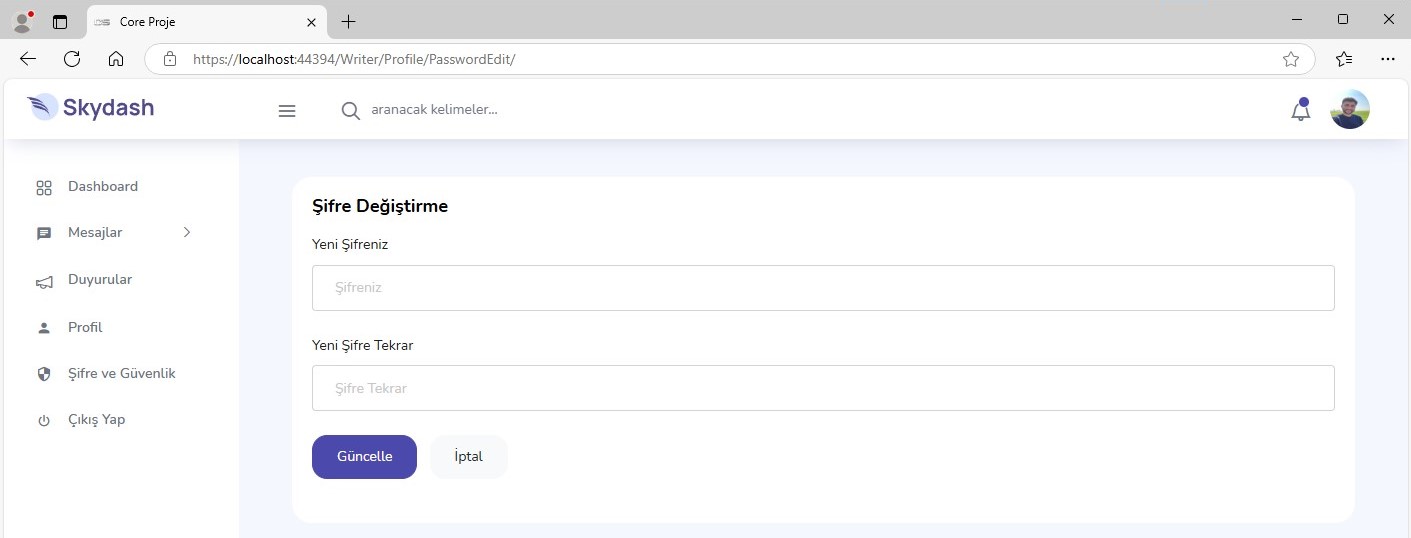 Core Proje
https://localhost:44394/Writer/Profile/PasswordEdit/
Skydash
aranacak kelimeler...
Dashboard
Mesajlar
Duyurular
Profil
Şifre ve Güvenlik
Çıkış Yap
Şifre Değiştirme
Yeni Şifreniz
Şifreniz
Yeni Şifre Tekrar
Şifre Tekrar
Güncelle İptal